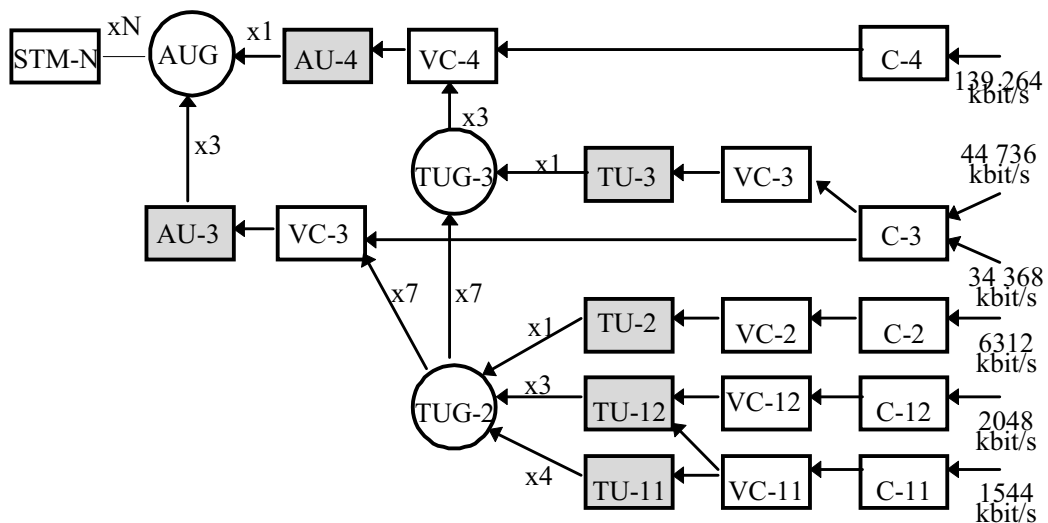 xN
x1
STM-N
AUG
AU-4
VC-4
C-4
139 264
kbit/s
x3
x3
TUG-3
x1
TU-3
VC-3
44 736
kbit/s
AU-3
VC-3
C-3
34 368
kbit/s
x7
x7
x1
TU-2
VC-2
C-2
6312
kbit/s
TUG-2
x3
TU-12
VC-12
C-12
2048
kbit/s
x4
TU-11
VC-11
C-11
1544
kbit/s